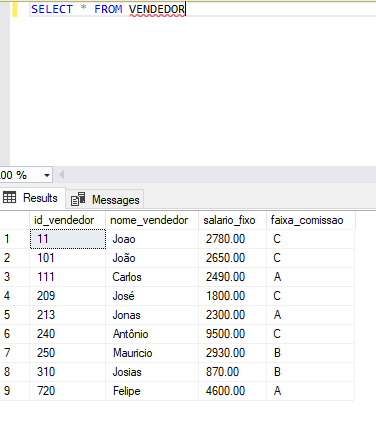 SELECT * FROM VENDEDOR
00 %
Results Messages
id_vendedor nome_vendedor salario_fixo faixa_comissao
1 11 Joao 2780.00 C
2 101 João 2650.00 C
3 111 Carlos 2490.00 A
4 209 José 1800.00 C
5 213 Jonas 2300.00 A
6 240 Antônio 9500.00 C
7 250 Mauricio 2930.00 B
8 310 Josias 870.00 B
9 720 Felipe 4600.00 A